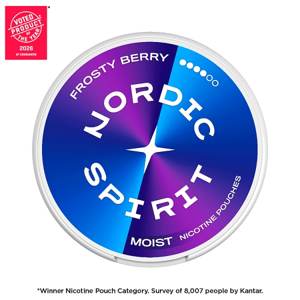 VOTED
PRODUCT
OF THE YEAR
2026
FROSTY BERRY
NORDIC
SPIRIT
MOIST
NICOTINE POUCHES
*Winner Nicotine Pouch Category. Survey of 8,007 people by Kantar.